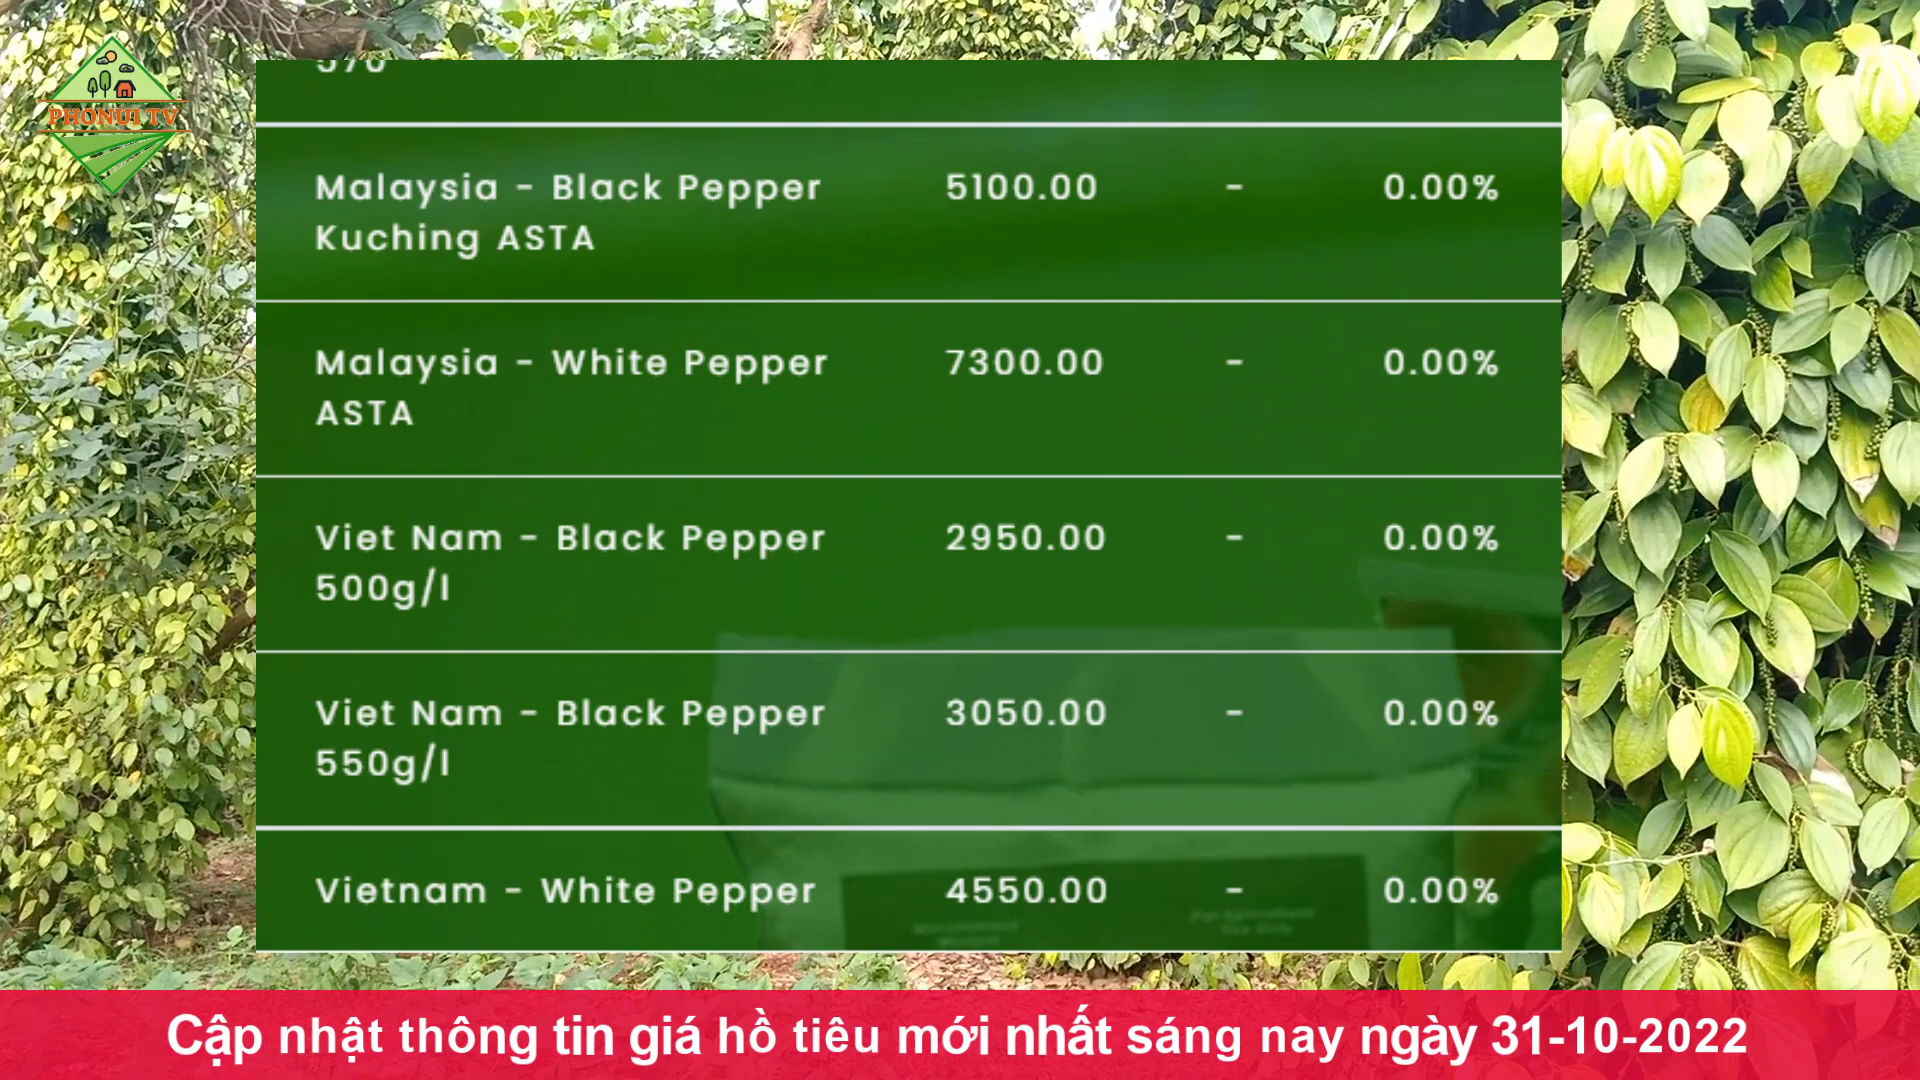 PHONUI TV
Malaysia - Black Pepper 5100.00 - 0.00%
Kuching ASTA
Malaysia - White Pepper 7300.00 - 0.00%
ASTA
Viet Nam - Black Pepper 2950.00 - 0.00%
500g/l
Viet Nam - Black Pepper 3050.00 - 0.00%
550g/l
Vietnam - White Pepper 4550.00 - 0.00%
Cập nhật thông tin giá hồ tiêu mới nhất sáng nay ngày 31-10-2022